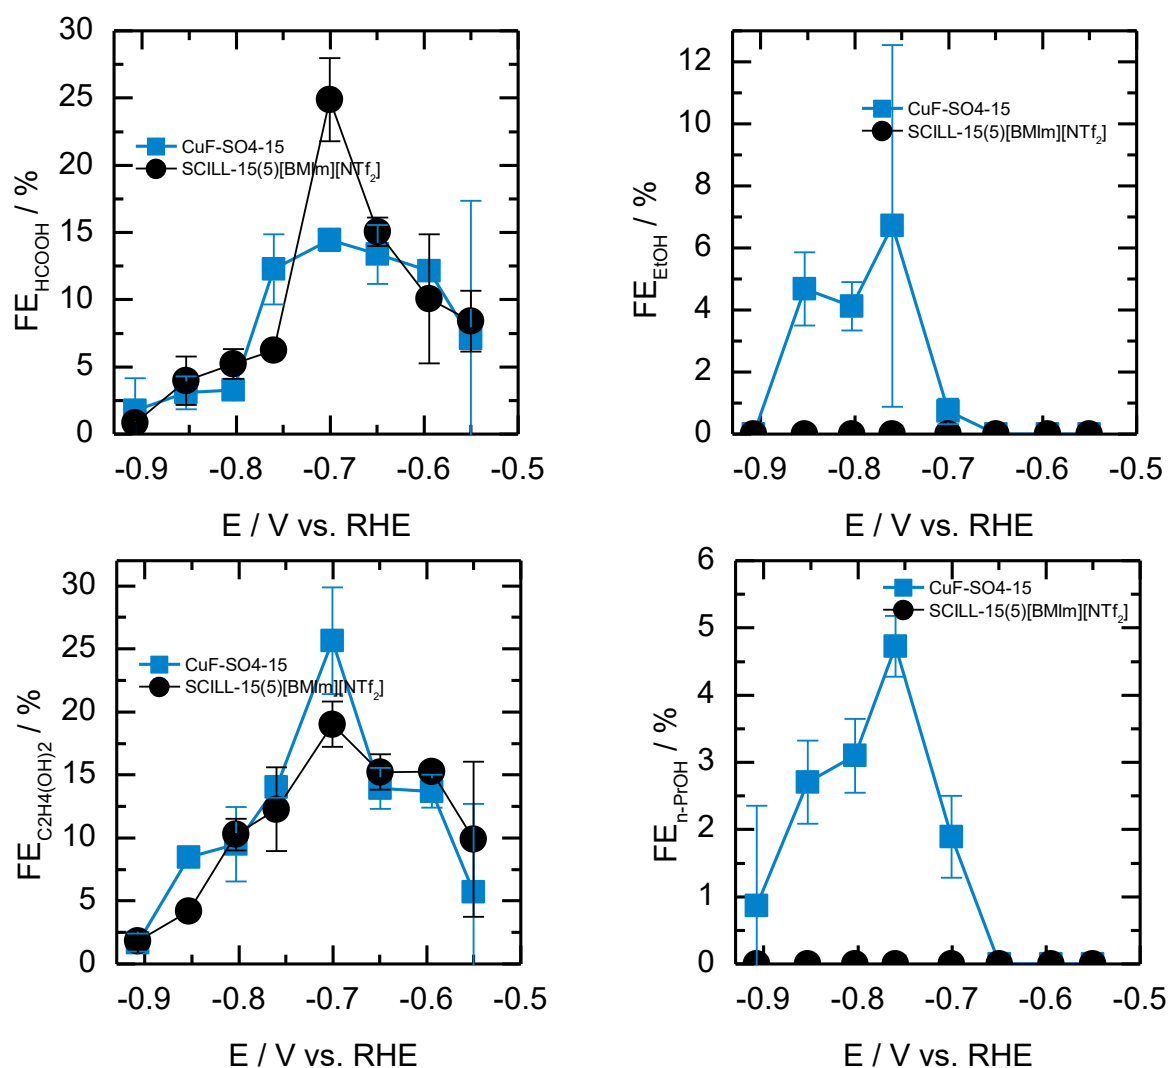 30
25
20
15
10
5
0
FE_HCOOH / %
CuF-SO4-15
SCILL-15(5)[BMIm][NTf₂]
-0.9 -0.8 -0.7 -0.6 -0.5
E / V vs. RHE
12
10
8
6
4
2
0
FE_EtOH / %
CuF-SO4-15
SCILL-15(5)[BMIm][NTf₂]
-0.9 -0.8 -0.7 -0.6 -0.5
E / V vs. RHE
30
25
20
15
10
5
0
FE_C2H4(OH)2 / %
CuF-SO4-15
SCILL-15(5)[BMIm][NTf₂]
-0.9 -0.8 -0.7 -0.6 -0.5
E / V vs. RHE
6
5
4
3
2
1
0
FE_n-PrOH / %
CuF-SO4-15
SCILL-15(5)[BMIm][NTf₂]
-0.9 -0.8 -0.7 -0.6 -0.5
E / V vs. RHE